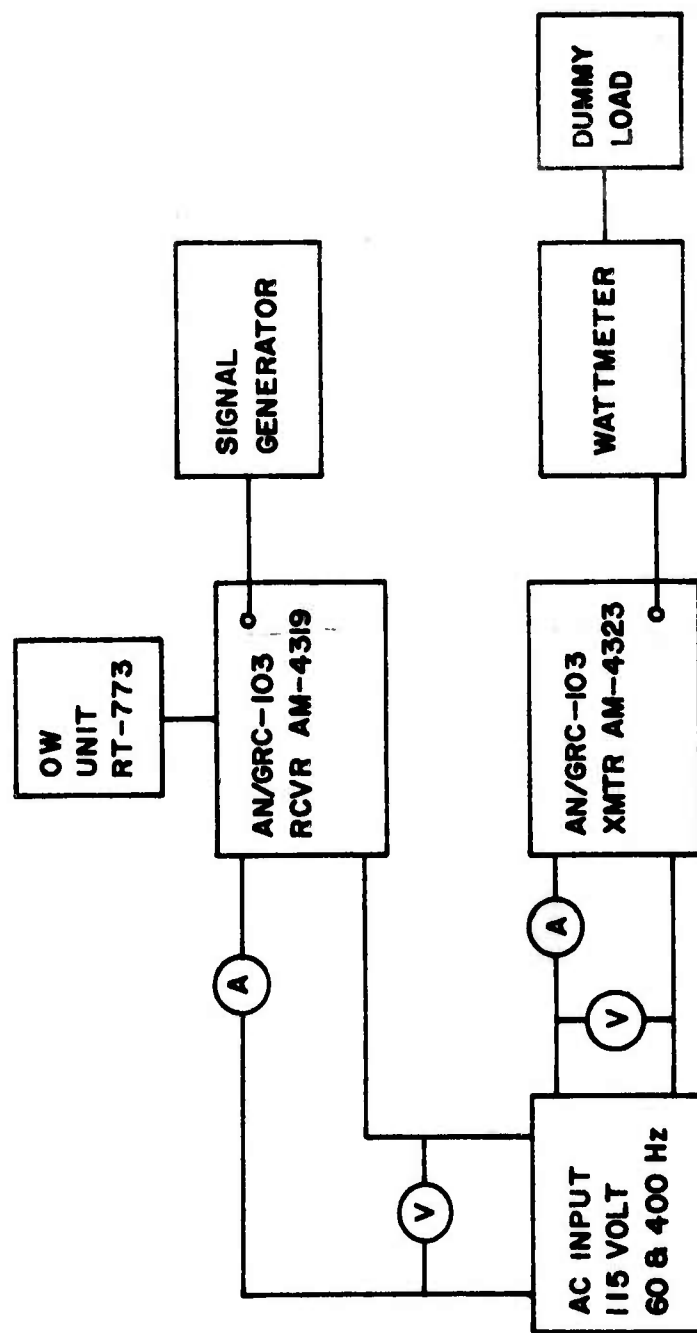 OW
UNIT
RT-773
AN/GRC-103
RCVR AM-4319
SIGNAL
GENERATOR
A
V
AC INPUT
115 VOLT
60 & 400 Hz
A
V
AN/GRC-103
XMTR AM-4323
WATTMETER
DUMMY
LOAD